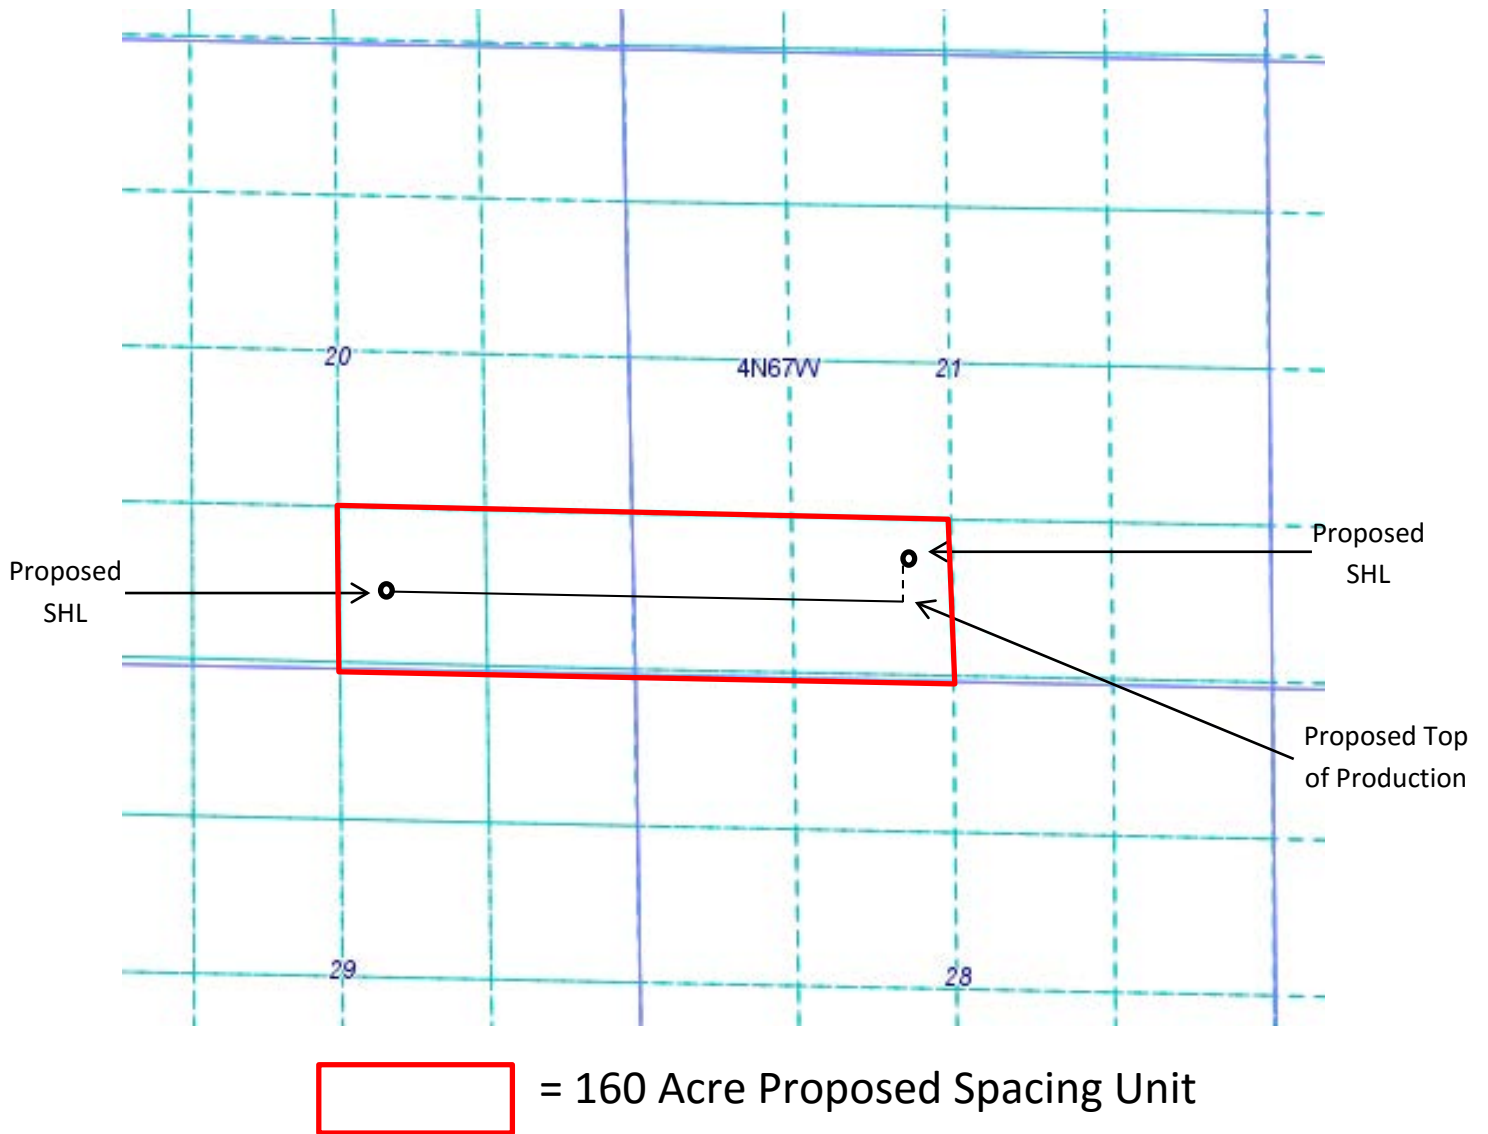 20
4N67W
21
Proposed
SHL
Proposed
SHL
Proposed Top
of Production
29
28
= 160 Acre Proposed Spacing Unit